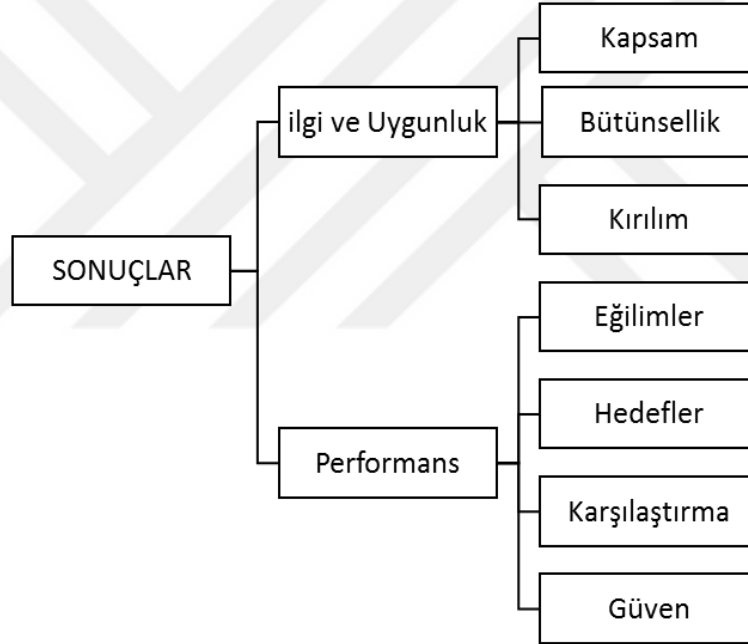 SONUÇLAR
ilgi ve Uygunluk
Kapsam
Bütünsellik
Kırılım
Performans
Eğilimler
Hedefler
Karşılaştırma
Güven